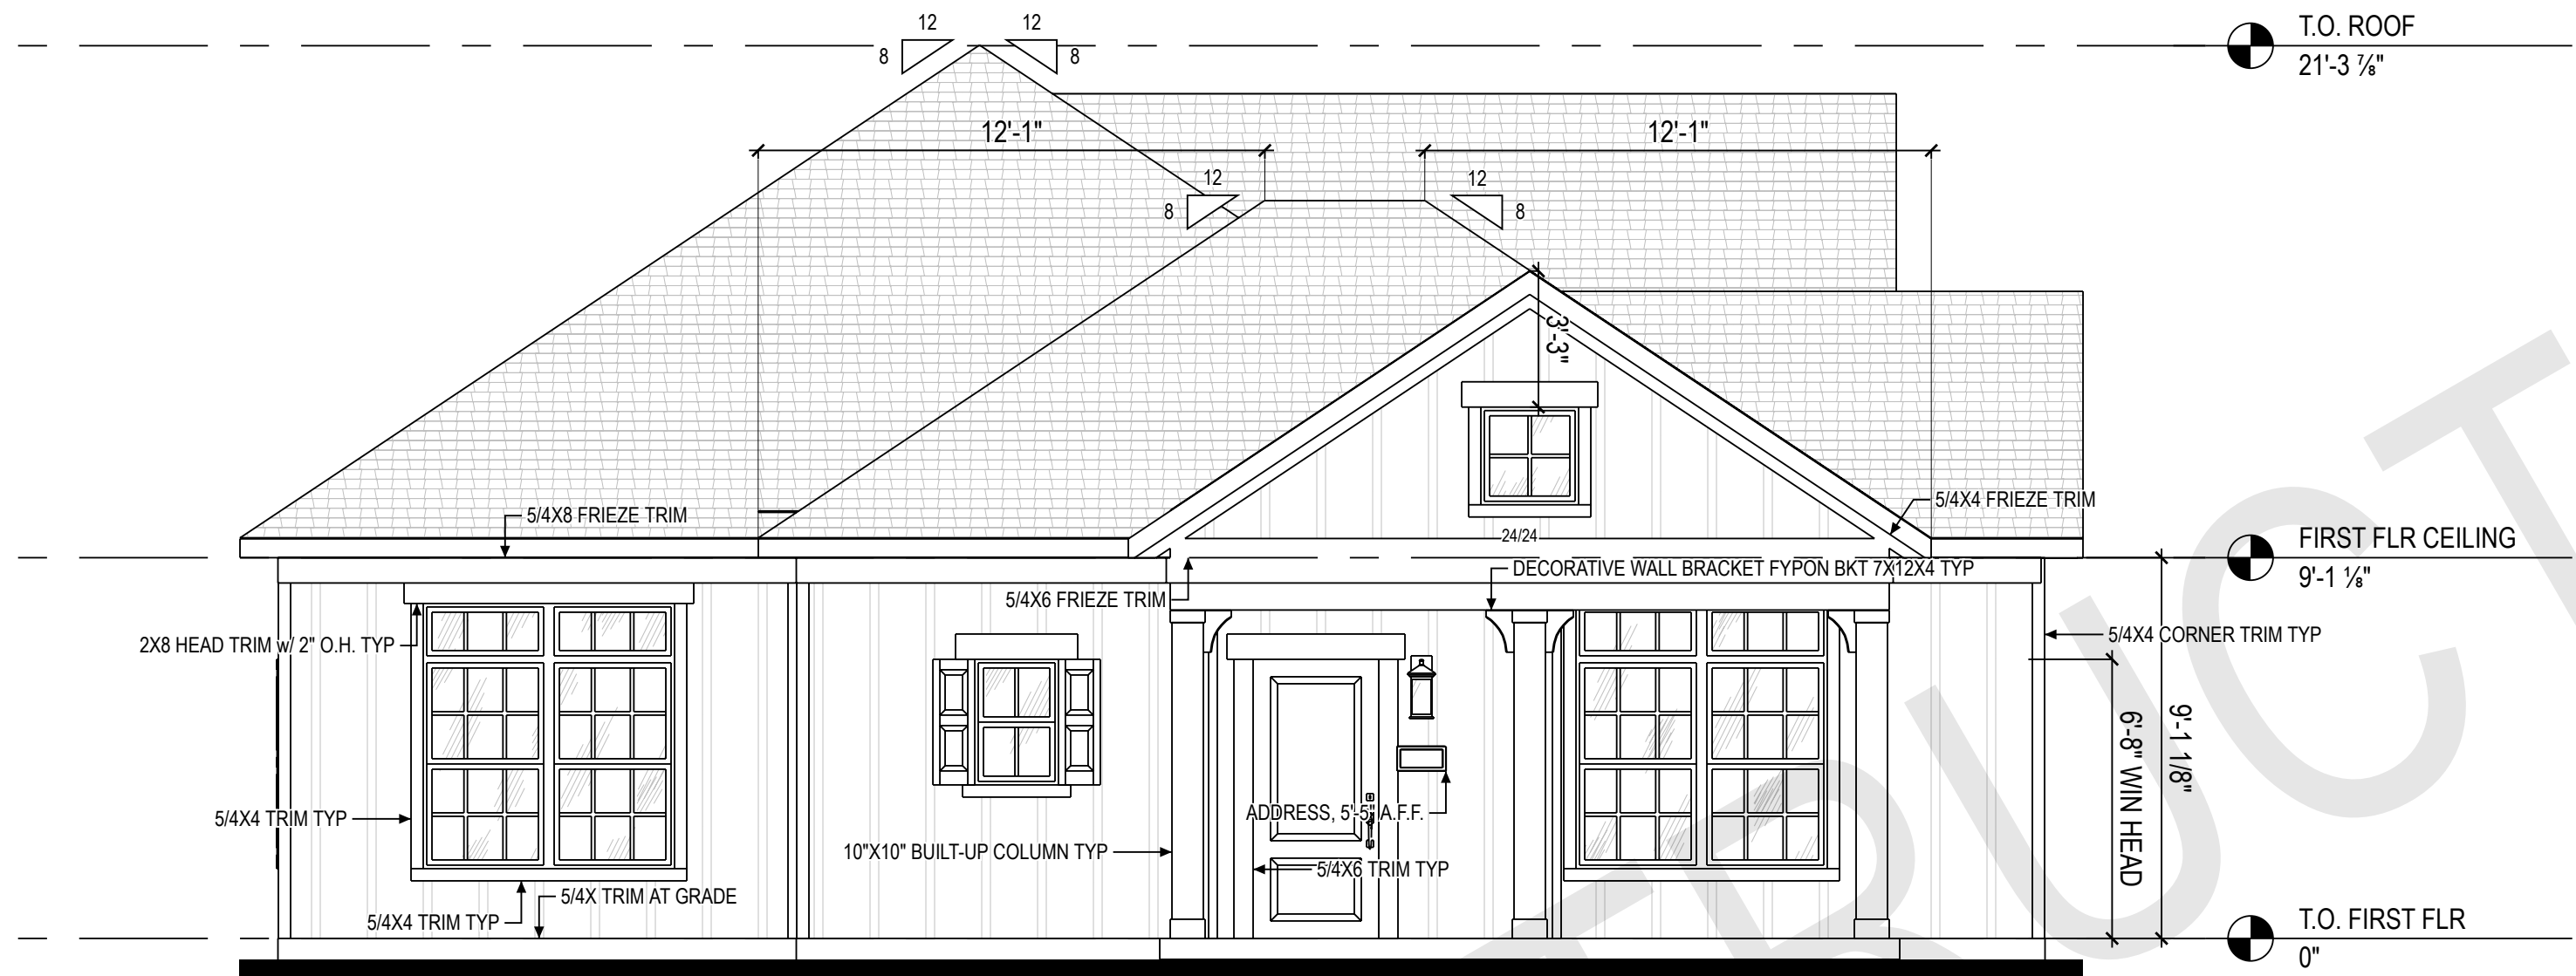 12 12
8 8
T.O. ROOF
21'-3 ⅞"
12'-1" 12'-1"
12 12
8 8
3'-3"
5/4X8 FRIEZE TRIM
5/4X4 FRIEZE TRIM
24/24
FIRST FLR CEILING
9'-1 ⅛"
DECORATIVE WALL BRACKET FYPON BKT 7X12X4 TYP
5/4X6 FRIEZE TRIM
2X8 HEAD TRIM w/ 2" O.H. TYP
5/4X4 CORNER TRIM TYP
9'-1 1/8"
6'-8" WIN HEAD
5/4X4 TRIM TYP
ADDRESS, 5'-5" A.F.F.
10"X10" BUILT-UP COLUMN TYP
5/4X6 TRIM TYP
5/4X TRIM AT GRADE
5/4X4 TRIM TYP
T.O. FIRST FLR
0"
TRUCT